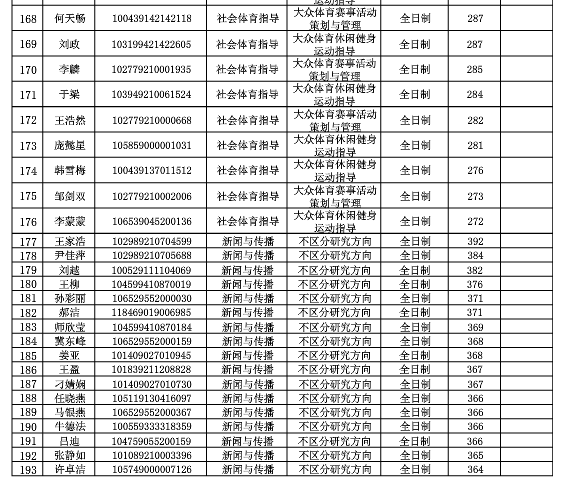 168 何天畅 100439142142118 社会体育指导 大众体育赛事活动策划与管理 全日制 287
169 刘政 103199421422605 社会体育指导 大众体育休闲健身运动指导 全日制 287
170 李麟 102779210001935 社会体育指导 大众体育赛事活动策划与管理 全日制 285
171 于梁 103949210061524 社会体育指导 大众体育休闲健身运动指导 全日制 284
172 王浩然 102779210000668 社会体育指导 大众体育赛事活动策划与管理 全日制 282
173 庞懿星 105859000001031 社会体育指导 大众体育休闲健身运动指导 全日制 281
174 韩雪梅 100439137011512 社会体育指导 大众体育休闲健身运动指导 全日制 276
175 邹剑双 102779210002006 社会体育指导 大众体育赛事活动策划与管理 全日制 273
176 李蒙蒙 106539045200136 社会体育指导 大众体育休闲健身运动指导 全日制 272
177 王家浩 102989210704599 新闻与传播 不区分研究方向 全日制 392
178 尹佳萍 102989210705688 新闻与传播 不区分研究方向 全日制 384
179 刘越 100529111104069 新闻与传播 不区分研究方向 全日制 382
180 王柳 104599410870019 新闻与传播 不区分研究方向 全日制 376
181 孙彩丽 106529552000030 新闻与传播 不区分研究方向 全日制 371
182 郝洁 118469019006985 新闻与传播 不区分研究方向 全日制 371
183 师欣莹 104599410870184 新闻与传播 不区分研究方向 全日制 369
184 冀东峰 106529552000159 新闻与传播 不区分研究方向 全日制 368
185 姜亚 101409027010945 新闻与传播 不区分研究方向 全日制 368
186 王盈 101839211208828 新闻与传播 不区分研究方向 全日制 367
187 刁婧娴 101409027010730 新闻与传播 不区分研究方向 全日制 367
188 任晓燕 105119130416097 新闻与传播 不区分研究方向 全日制 366
189 马银燕 106529552000367 新闻与传播 不区分研究方向 全日制 366
190 牛德法 100559333318359 新闻与传播 不区分研究方向 全日制 366
191 吕迪 104759055200159 新闻与传播 不区分研究方向 全日制 366
192 张静如 101089210003396 新闻与传播 不区分研究方向 全日制 365
193 许卓洁 105749000007126 新闻与传播 不区分研究方向 全日制 364